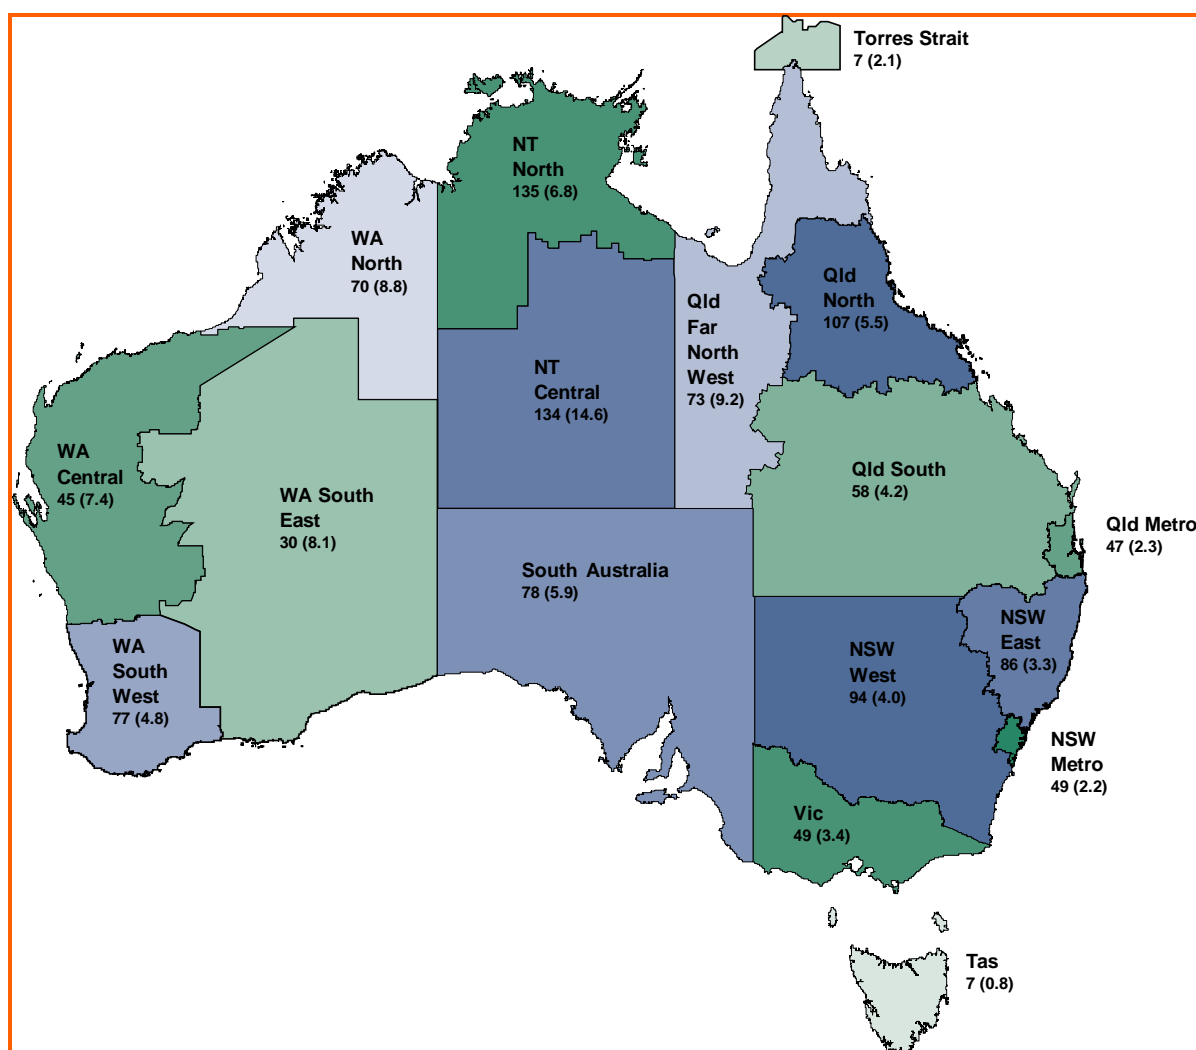 Torres Strait
7 (2.1)
NT
North
135 (6.8)
WA
North
70 (8.8)
Qld
North
107 (5.5)
Qld
Far
North
West
73 (9.2)
NT
Central
134 (14.6)
WA
Central
45 (7.4)
WA South
East
30 (8.1)
Qld South
58 (4.2)
Qld Metro
47 (2.3)
South Australia
78 (5.9)
NSW
East
86 (3.3)
WA
South
West
77 (4.8)
NSW
West
94 (4.0)
NSW
Metro
49 (2.2)
Vic
49 (3.4)
Tas
7 (0.8)